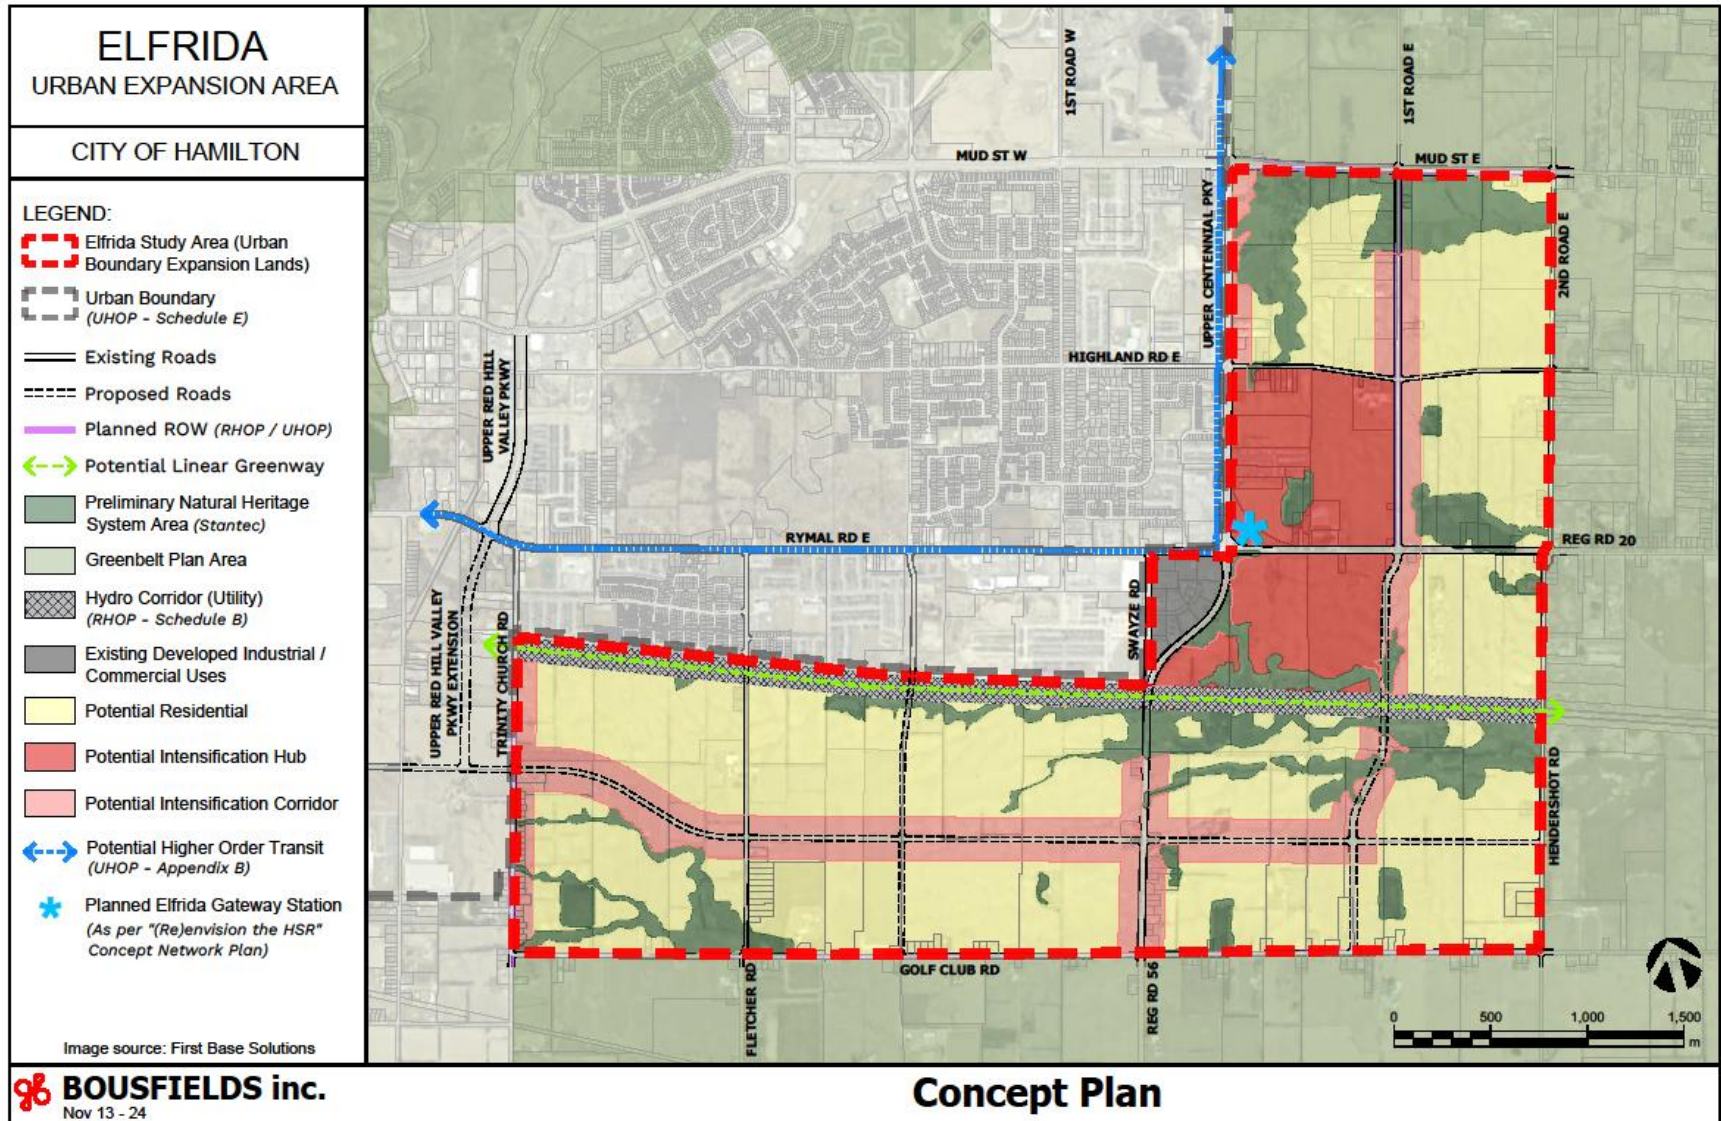 ELFRIDA
URBAN EXPANSION AREA
CITY OF HAMILTON
LEGEND:
Elfrida Study Area (Urban
Boundary Expansion Lands)
Urban Boundary
(UHOP - Schedule E)
Existing Roads
Proposed Roads
Planned ROW (RHOP / UHOP)
Potential Linear Greenway
Preliminary Natural Heritage
System Area (Stantec)
Greenbelt Plan Area
Hydro Corridor (Utility)
(RHOP - Schedule B)
Existing Developed Industrial /
Commercial Uses
Potential Residential
Potential Intensification Hub
Potential Intensification Corridor
Potential Higher Order Transit
(UHOP - Appendix B)
Planned Elfrida Gateway Station
(As per "(Re)envision the HSR"
Concept Network Plan)
Image source: First Base Solutions
1ST ROAD W
1ST ROAD E
MUD ST W
MUD ST E
UPPER CENTENNIAL PKY
2ND ROAD E
HIGHLAND RD E
UPPER RED HILL
VALLEY PKWY
RYMAL RD E
REG RD 20
UPPER RED HILL VALLEY
PKWY EXTENSION
TRINITY CHURCH RD
SWAYZE RD
HENDERSHOT RD
FLETCHER RD
GOLF CLUB RD
REG RD 56
0 500 1,000 1,500
m
BOUSFIELDS inc.
Nov 13 - 24
Concept Plan